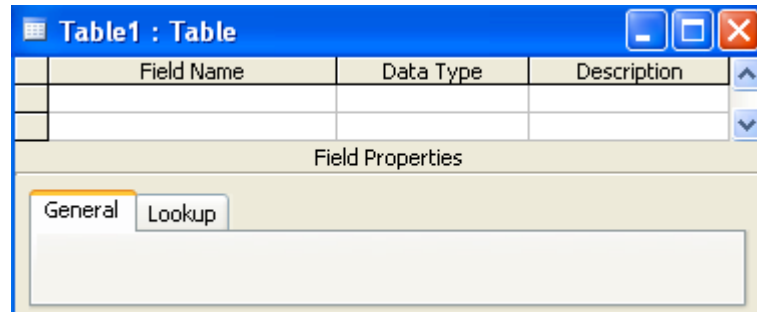 Table1 : Table
Field Name Data Type Description
Field Properties
General Lookup